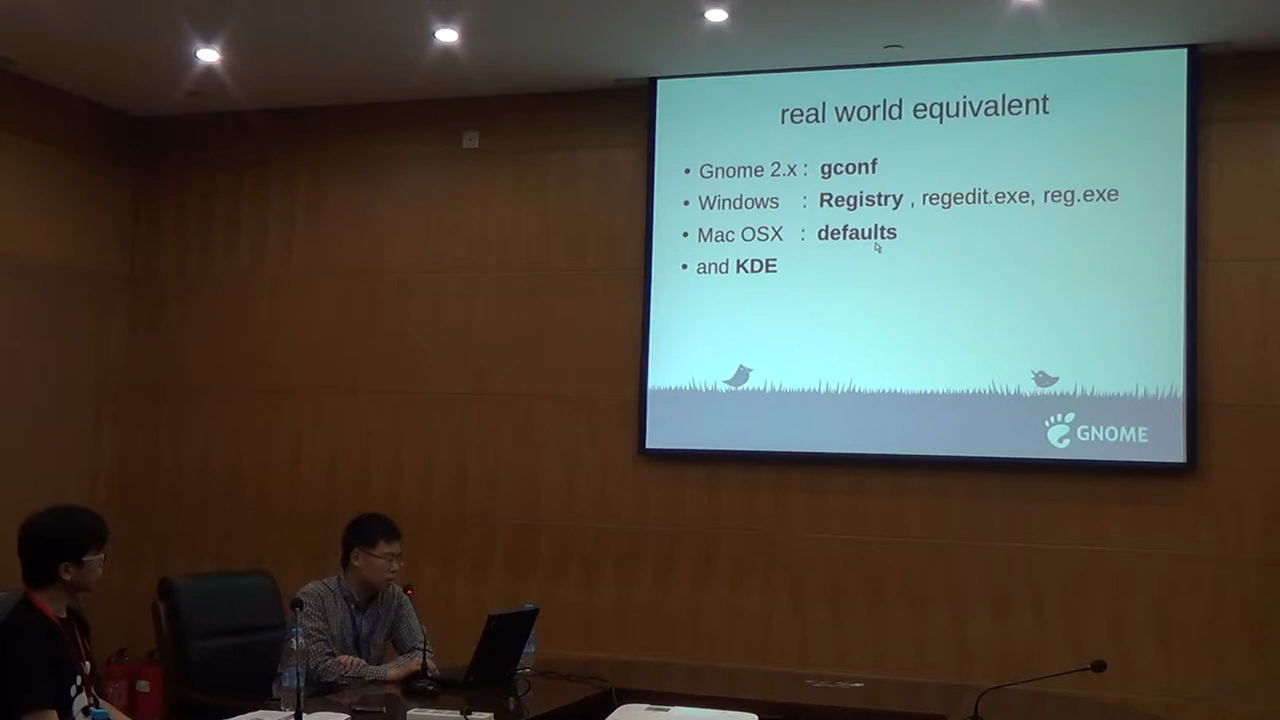 real world equivalent
• Gnome 2.x : gconf
• Windows : Registry , regedit.exe, reg.exe
• Mac OSX : defaults
• and KDE
GNOME